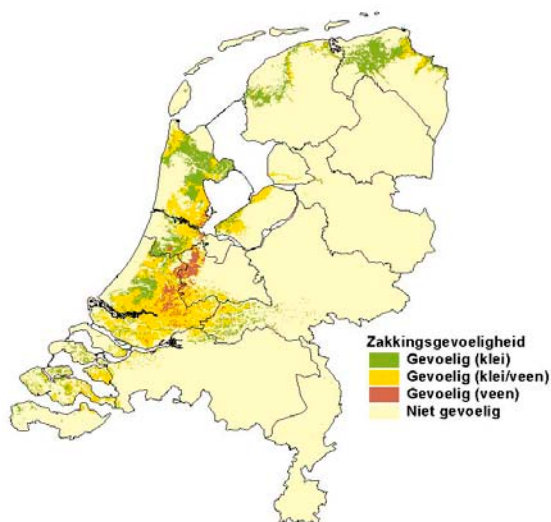 Zakkingsgevoeligheid
Gevoelig (klei)
Gevoelig (klei/veen)
Gevoelig (veen)
Niet gevoelig